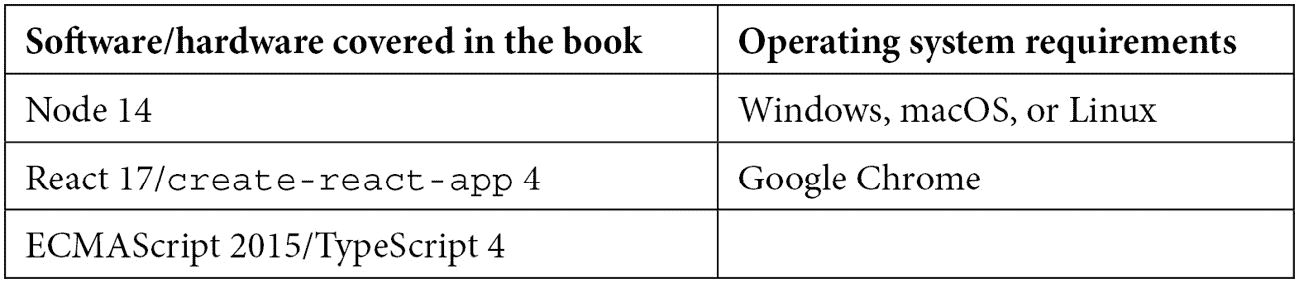 Software/hardware covered in the book Operating system requirements
Node 14 Windows, macOS, or Linux
React 17/create-react-app 4 Google Chrome
ECMAScript 2015/TypeScript 4